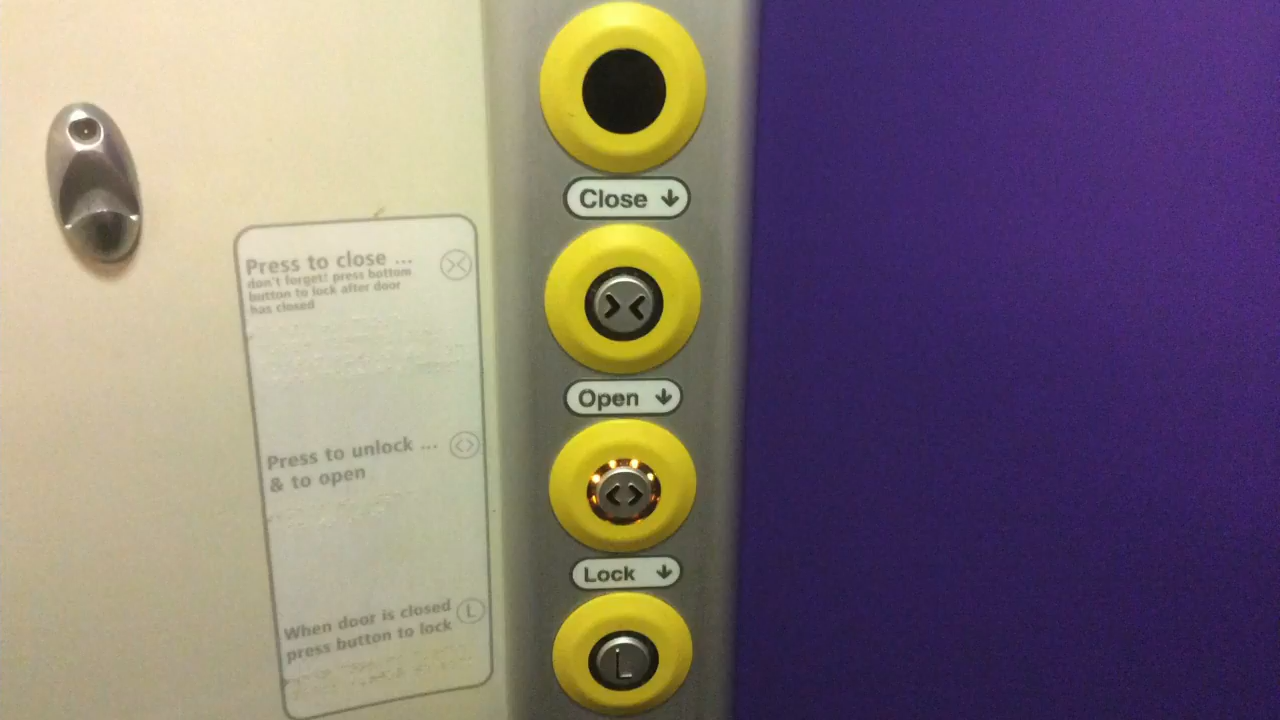 Press to close ...
don't forget! press bottom
button to lock after door
has closed
Press to unlock ...
& to open
When door is closed
press button to lock
L
Close ↓
> <
Open ↓
< >
Lock ↓
L